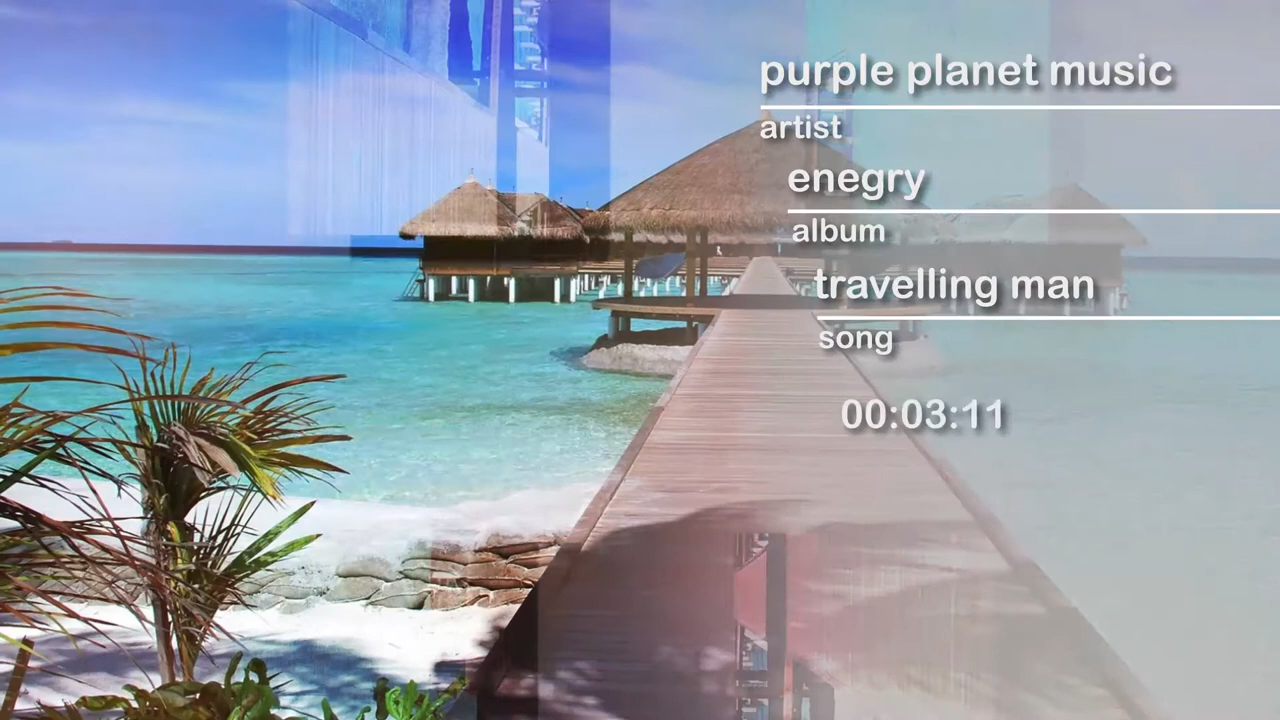 purple planet music
artist
enegry
album
travelling man
song
00:03:11